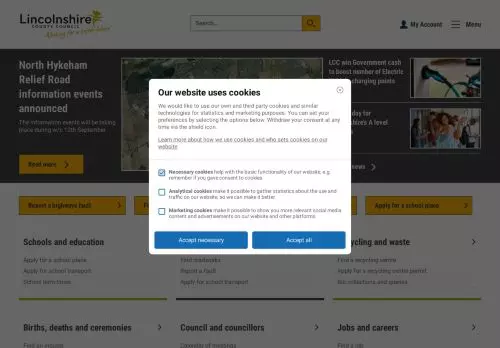 Lincolnshire
COUNTY COUNCIL
Working for a better future
Search...
My Account
Menu
North Hykeham
Relief Road
information events
announced
The information events will be taking
place during w/c 12th September
Read more
LCC win Government cash
to boost number of Electric
charging points
day for
shire's A level
news
Our website uses cookies
We would like to use our own and third party cookies and similar
technologies for statistics and marketing purposes. You can set your
preferences by selecting the options below. Withdraw your consent at
any time via the shield icon.
Learn more about how we use cookies and who sets cookies on our
website
Necessary cookies help with the basic functionality of our website, e.g.
remember if you gave consent to cookies.
Analytical cookies make it possible to gather statistics about the use and
traffic on our website, so we can make it better.
Marketing cookies make it possible to show you more relevant social media
content and advertisements on our website and other platforms.
Accept necessary
Accept all
Report a highways fault
Apply for a school place
Schools and education
Apply for a school place
Apply for school transport
School term times
Find roadworks
Report a fault
Apply for school transport
cycling and waste
Find a recycling centre
Apply for a recycling centre permit
Bin collections and queries
Births, deaths and ceremonies
Find an enquiry
Council and councillors
Calendar of meetings
Jobs and careers
Find a job